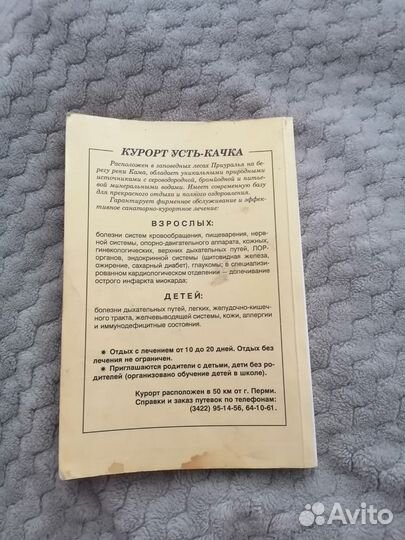 КУРОРТ УСТЬ-КАЧКА
Расположен в заповедных лесах Приуралья на бе-
регу реки Кама, обладает уникальными природными
источниками с сероводородной, бромйодной и питье-
вой минеральными водами. Имеет современную базу
для прекрасного отдыха и полного оздоровления.
Гарантирует фирменное обслуживание и эффе-
ктивное санаторно-курортное лечение:
ВЗРОСЛЫХ:
болезни систем кровообращения, пищеварения, нерв-
ной системы, опорно-двигательного аппарата, кожных,
гинекологических, верхних дыхательных путей, ЛОР-
органов, эндокринной системы (щитовидная железа,
ожирение, сахарный диабет), глаукомы; в специализи-
рованном кардиологическом отделении — долечивание
острого инфаркта миокарда;
ДЕТЕЙ:
болезни дыхательных путей, легких, желудочно-кишеч-
ного тракта, желчевыводящей системы, кожи, аллергии
и иммунодефицитные состояния.
● Отдых с лечением от 10 до 20 дней. Отдых без
лечения не ограничен.
● Приглашаются родители с детьми, дети без ро-
дителей (организовано обучение детей в школе).
Курорт расположен в 50 км от г. Перми.
Справки и заказ путевок по телефонам:
(3422) 95-14-56, 64-10-61.
Avito